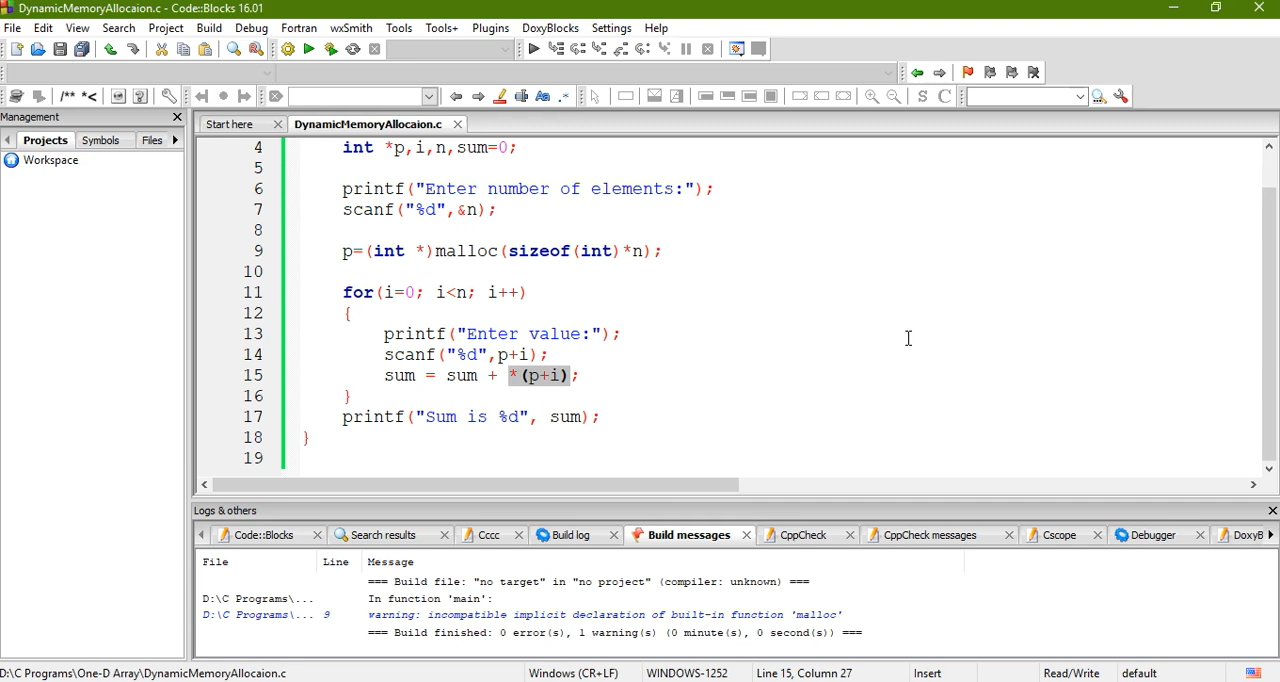 DynamicMemoryAllocaion.c - Code::Blocks 16.01
File Edit View Search Project Build Debug Fortran wxSmith Tools Tools+ Plugins DoxyBlocks Settings Help
/** *<
S C
Management
Start here DynamicMemoryAllocaion.c
Projects Symbols Files
Workspace
4 int *p,i,n,sum=0;
5
6 printf("Enter number of elements:");
7 scanf("%d",&n);
8
9 p=(int *)malloc(sizeof(int)*n);
10
11 for(i=0; i<n; i++)
12 {
13 printf("Enter value:");
14 scanf("%d",p+i);
15 sum = sum + *(p+i);
16 }
17 printf("Sum is %d", sum);
18 }
19
Logs & others
Code::Blocks Search results Cccc Build log Build messages CppCheck CppCheck messages Cscope Debugger DoxyB
File Line Message
=== Build file: "no target" in "no project" (compiler: unknown) ===
D:\C Programs\... In function 'main':
D:\C Programs\... 9 warning: incompatible implicit declaration of built-in function 'malloc'
=== Build finished: 0 error(s), 1 warning(s) (0 minute(s), 0 second(s)) ===
D:\C Programs\One-D Array\DynamicMemoryAllocaion.c Windows (CR+LF) WINDOWS-1252 Line 15, Column 27 Insert Read/Write default